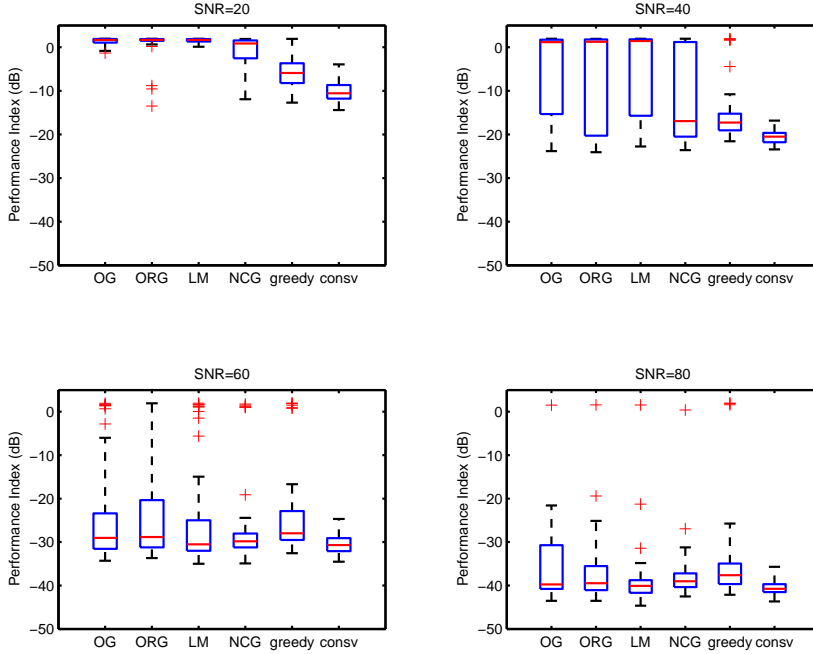 SNR=20
0
−10
−20
−30
−40
−50
Performance Index (dB)
OG ORG LM NCG greedy consv
SNR=40
0
−10
−20
−30
−40
−50
Performance Index (dB)
OG ORG LM NCG greedy consv
SNR=60
0
−10
−20
−30
−40
−50
Performance Index (dB)
OG ORG LM NCG greedy consv
SNR=80
0
−10
−20
−30
−40
−50
Performance Index (dB)
OG ORG LM NCG greedy consv